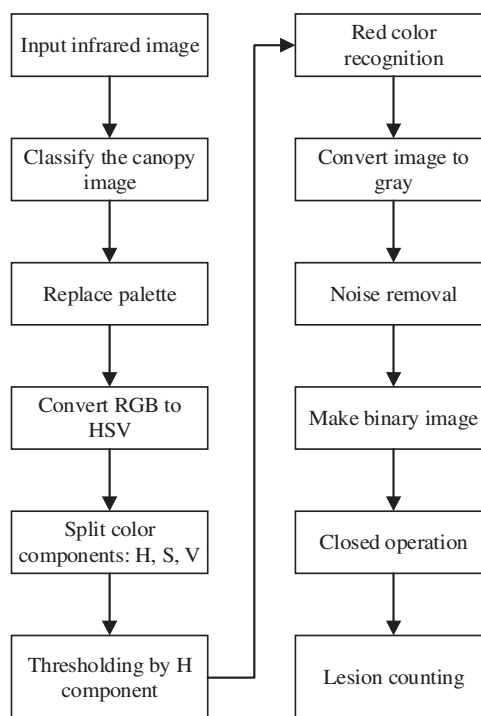 Input infrared image
Classify the canopy
image
Replace palette
Convert RGB to
HSV
Split color
components: H, S, V
Thresholding by H
component
Red color
recognition
Convert image to
gray
Noise removal
Make binary image
Closed operation
Lesion counting